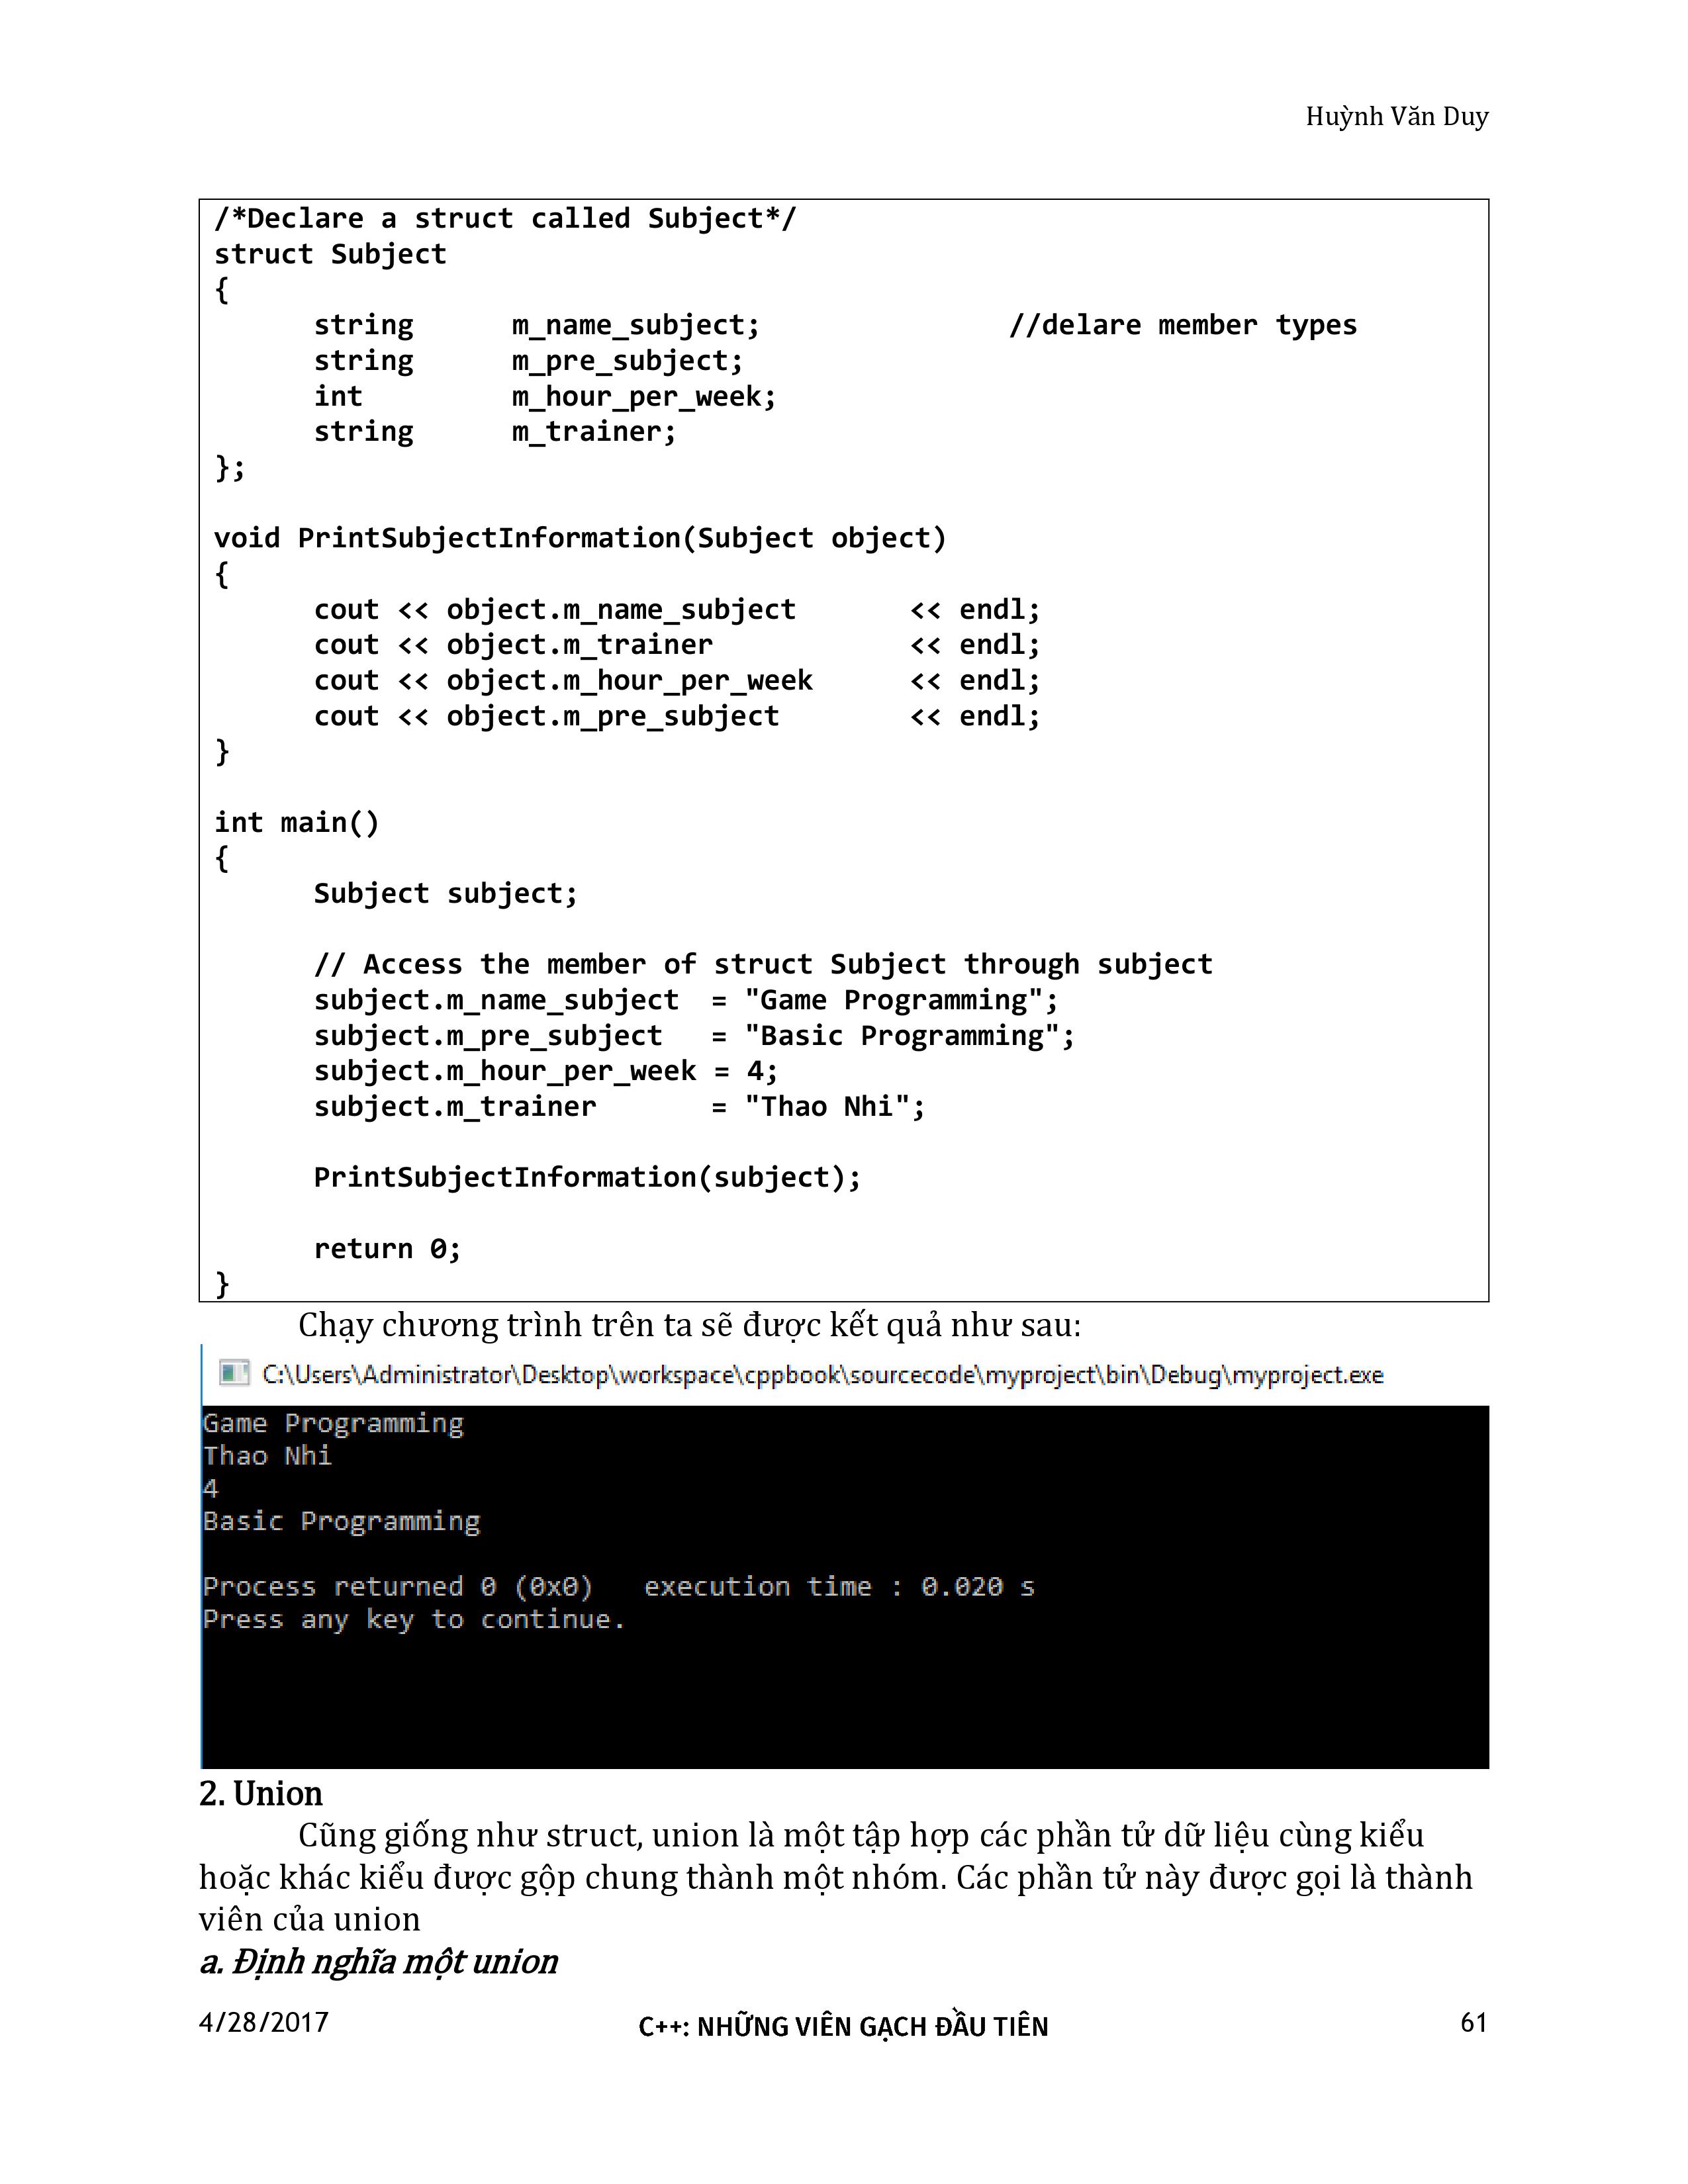 Huỳnh Văn Duy
/*Declare a struct called Subject*/
struct Subject
{
string m_name_subject; //delare member types
string m_pre_subject;
int m_hour_per_week;
string m_trainer;
};
void PrintSubjectInformation(Subject object)
{
cout << object.m_name_subject << endl;
cout << object.m_trainer << endl;
cout << object.m_hour_per_week << endl;
cout << object.m_pre_subject << endl;
}
int main()
{
Subject subject;
// Access the member of struct Subject through subject
subject.m_name_subject = "Game Programming";
subject.m_pre_subject = "Basic Programming";
subject.m_hour_per_week = 4;
subject.m_trainer = "Thao Nhi";
PrintSubjectInformation(subject);
return 0;
}
Chạy chương trình trên ta sẽ được kết quả như sau:
C:\Users\Administrator\Desktop\workspace\cppbook\sourcecode\myproject\bin\Debug\myproject.exe
Game Programming
Thao Nhi
4
Basic Programming
Process returned 0 (0x0) execution time : 0.020 s
Press any key to continue.
2. Union
Cũng giống như struct, union là một tập hợp các phần tử dữ liệu cùng kiểu
hoặc khác kiểu được gộp chung thành một nhóm. Các phần tử này được gọi là thành
viên của union
a. Định nghĩa một union
4/28/2017 C++: NHỮNG VIÊN GẠCH ĐẦU TIÊN 61